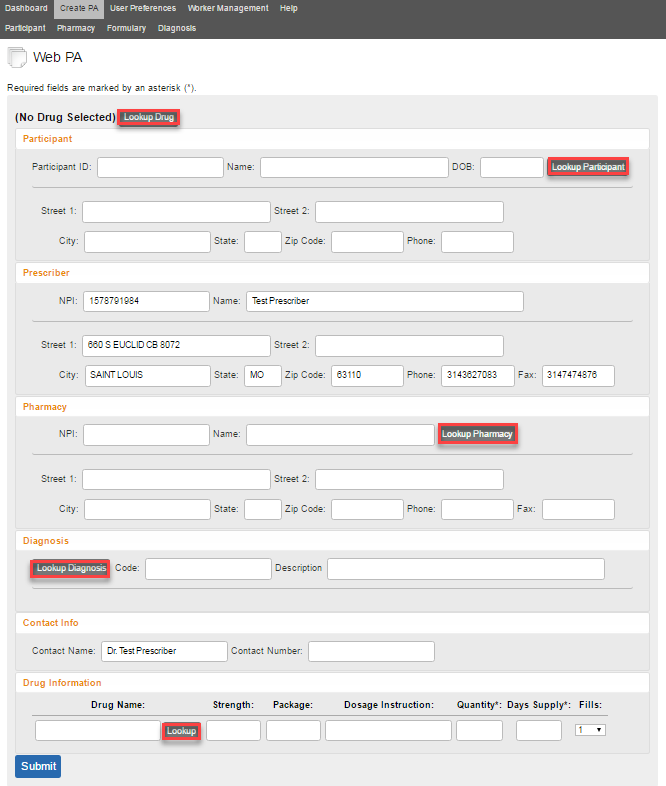 Dashboard Create PA User Preferences Worker Management Help
Participant Pharmacy Formulary Diagnosis
Web PA
Required fields are marked by an asterisk (*).
(No Drug Selected) Lookup Drug
Participant
Participant ID: Name: DOB: Lookup Participant
Street 1: Street 2:
City: State: Zip Code: Phone:
Prescriber
NPI: 1578791984 Name: Test Prescriber
Street 1: 660 S EUCLID CB 8072 Street 2:
City: SAINT LOUIS State: MO Zip Code: 63110 Phone: 3143627083 Fax: 3147474876
Pharmacy
NPI: Name: Lookup Pharmacy
Street 1: Street 2:
City: State: Zip Code: Phone: Fax:
Diagnosis
Lookup Diagnosis Code: Description
Contact Info
Contact Name: Dr. Test Prescriber Contact Number:
Drug Information
Drug Name: Strength: Package: Dosage Instruction: Quantity*: Days Supply*: Fills:
Lookup 1
Submit